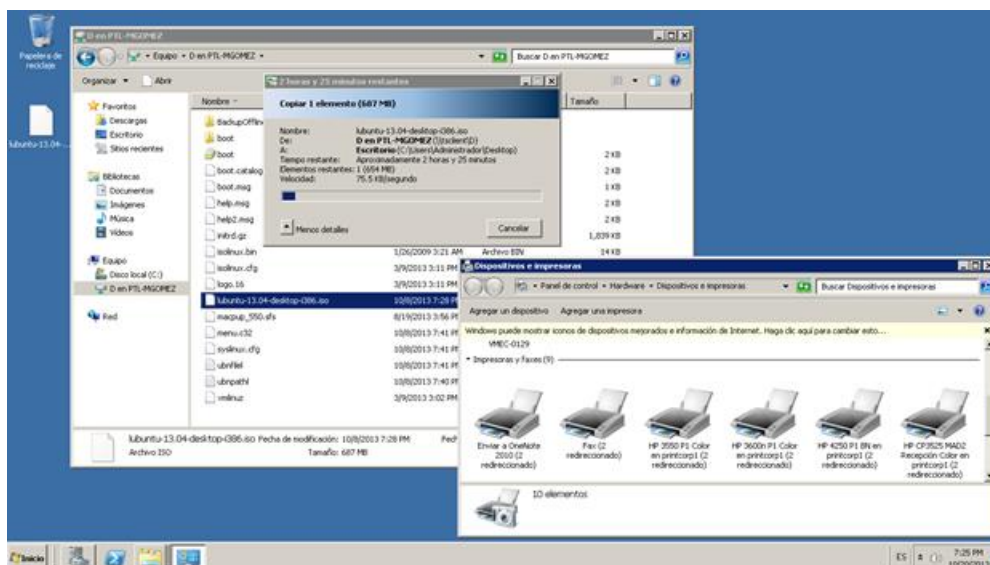 Papelera de
reciclaje
lubuntu-13.04-...
D en PTL-MGOMEZ
Equipo
D en PTL-MGOMEZ
Buscar D en PTL-MGOMEZ
Organizar
Abrir
Favoritos
Descargas
Escritorio
Sitios recientes
Bibliotecas
Documentos
Imágenes
Música
Vídeos
Equipo
Disco local (C:)
D en PTL-MGOMEZ
Red
Nombre
Tamaño
BackupOffline
boot
boot 2 KB
boot.catalog 2 KB
boot.msg 1 KB
help.msg 2 KB
help2.msg 2 KB
initrd.gz 1,839 KB
isolinux.bin 1/26/2009 3:21 AM Archivo BIN 14 KB
isolinux.cfg 3/9/2013 3:11 PM
logo.16 3/9/2013 3:11 PM
lubuntu-13.04-desktop-i386.iso 10/8/2013 7:28 PM
macpup_550.sfs 8/19/2013 3:56 PM
menu.c32 10/8/2013 7:41 PM
syslinux.cfg 10/8/2013 7:41 PM
ubnfilel 10/8/2013 7:41 PM
ubnpathl 10/8/2013 7:40 PM
vmlinuz 3/9/2013 3:02 PM
lubuntu-13.04-desktop-i386.iso Fecha de modificación: 10/8/2013 7:28 PM
Archivo ISO Tamaño: 687 MB
2 horas y 25 minutos restantes
Copiar 1 elemento (687 MB)
Nombre: lubuntu-13.04-desktop-i386.iso
De: D en PTL-MGOMEZ (\\tsclient\D)
A: Escritorio (C:\Users\Administrador\Desktop)
Tiempo restante: Aproximadamente 2 horas y 25 minutos
Elementos restantes: 1 (654 MB)
Velocidad: 75.5 KB/segundo
Menos detalles
Cancelar
Dispositivos e impresoras
Panel de control
Hardware
Dispositivos e impresoras
Buscar Dispositivos e impresoras
Agregar un dispositivo
Agregar una impresora
Windows puede mostrar iconos de dispositivos mejorados e información de Internet. Haga clic aquí para cambiar esto...
VMEC-0129
Impresoras y faxes (9)
Enviar a OneNote
2010 (2
redireccionado)
Fax (2
redireccionado)
HP 3550 P1 Color
en printcorp1 (2
redireccionado)
HP 3600n P1 Color
en printcorp1 (2
redireccionado)
HP 4250 P1 BN en
printcorp1 (2
redireccionado)
HP CP3525 MAD2
Recepción Color en
printcorp1 (2
redireccionado)
10 elementos
Inicio
ES
7:25 PM